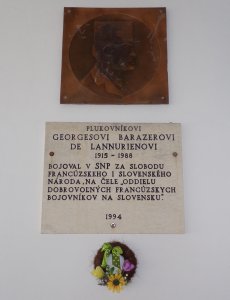 PLUKOVNÍKOVI
GEORGESOVI BARAZEROVI
DE LANNURIENOVI
1915 - 1988
BOJOVAL V SNP ZA SLOBODU
FRANCÚZSKEHO I SLOVENSKÉHO
NÁRODA, NA ČELE „ODDIELU
DOBROVOĽNÝCH FRANCÚZSKYCH
BOJOVNÍKOV NA SLOVENSKU."
1994